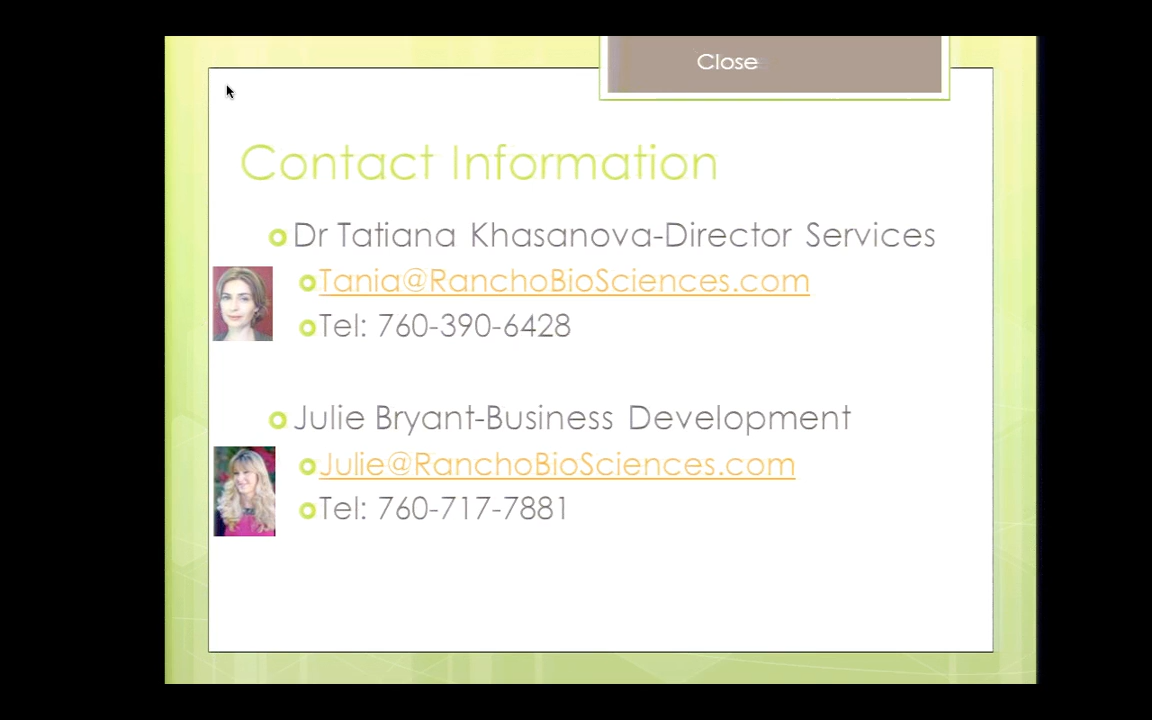 Close
Contact Information
Dr Tatiana Khasanova-Director Services
Tania@RanchoBioSciences.com
Tel: 760-390-6428
Julie Bryant-Business Development
Julie@RanchoBioSciences.com
Tel: 760-717-7881